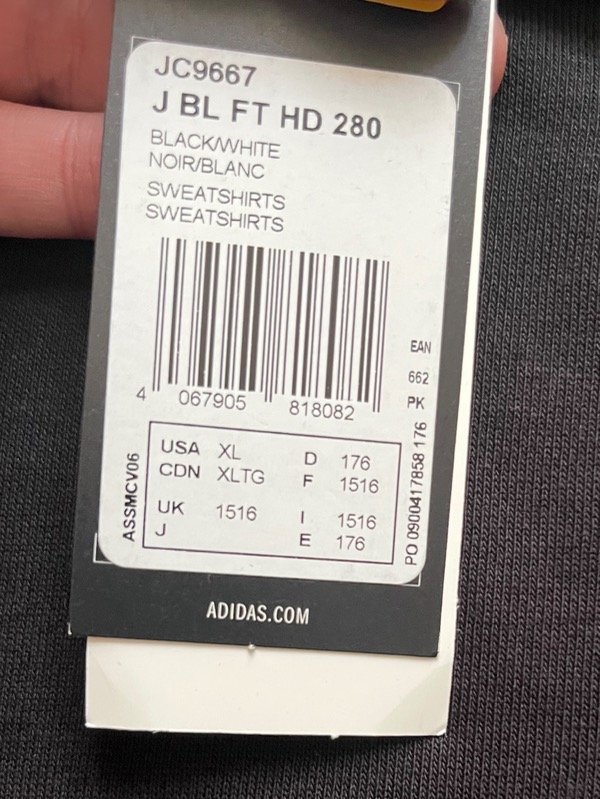 JC9667
J BL FT HD 280
BLACK/WHITE
NOIR/BLANC
SWEATSHIRTS
SWEATSHIRTS
EAN
662
PK
4 067905 818082
USA XL D 176
CDN XLTG F 1516
UK 1516 I 1516
J E 176
ASSMCV06
PO 0900417858 176
ADIDAS.COM